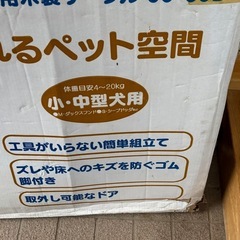 れるペット空間
体重目安4〜20kg
小・中型犬用
工具がいらない簡単組立て
ズレや床へのキズを防ぐゴム
脚付き
取外し可能なドア